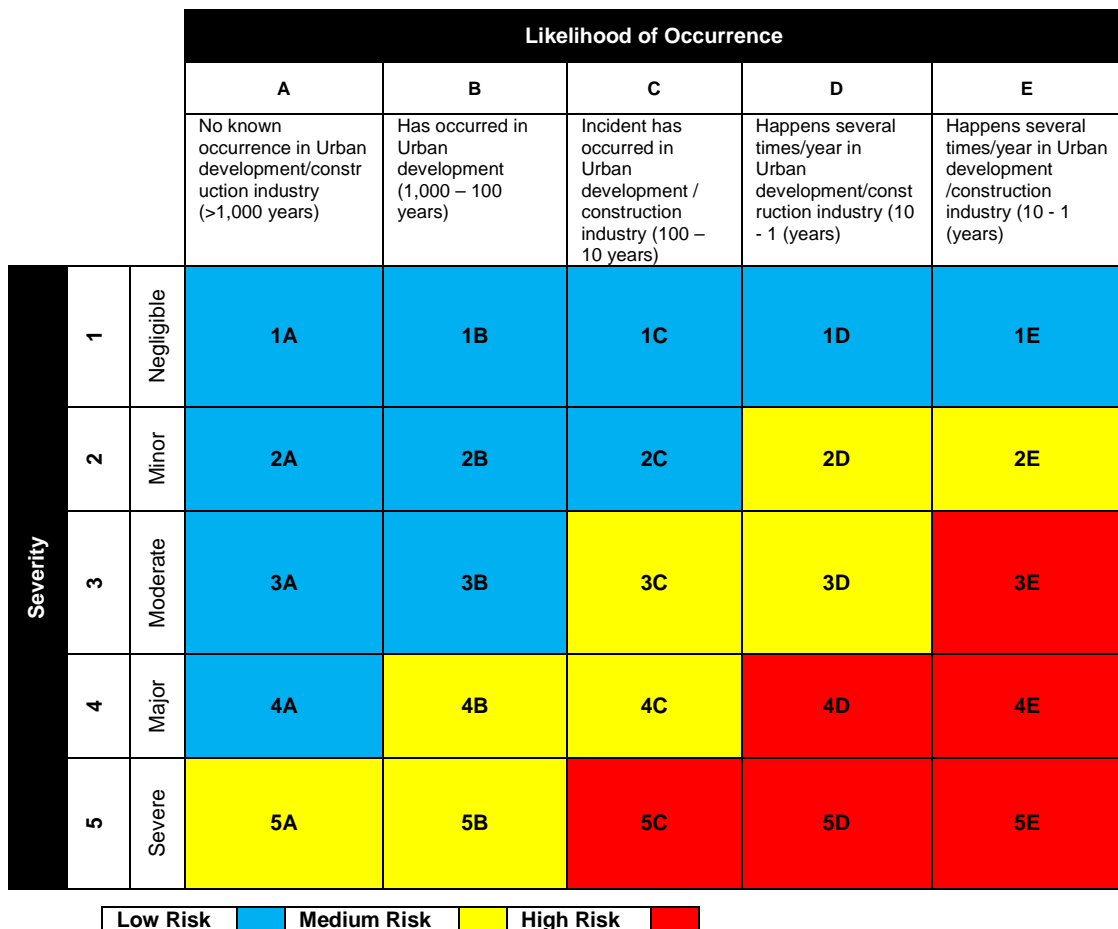 Likelihood of Occurrence
A
B
C
D
E
No known
occurrence in Urban
development/constr
uction industry
(>1,000 years)
Has occurred in
Urban
development
(1,000 – 100
years)
Incident has
occurred in
Urban
development /
construction
industry (100 –
10 years)
Happens several
times/year in
Urban
development/const
ruction industry (10
- 1 (years)
Happens several
times/year in Urban
development
/construction
industry (10 - 1
(years)
Severity
1
Negligible
1A
1B
1C
1D
1E
2
Minor
2A
2B
2C
2D
2E
3
Moderate
3A
3B
3C
3D
3E
4
Major
4A
4B
4C
4D
4E
5
Severe
5A
5B
5C
5D
5E
Low Risk
Medium Risk
High Risk